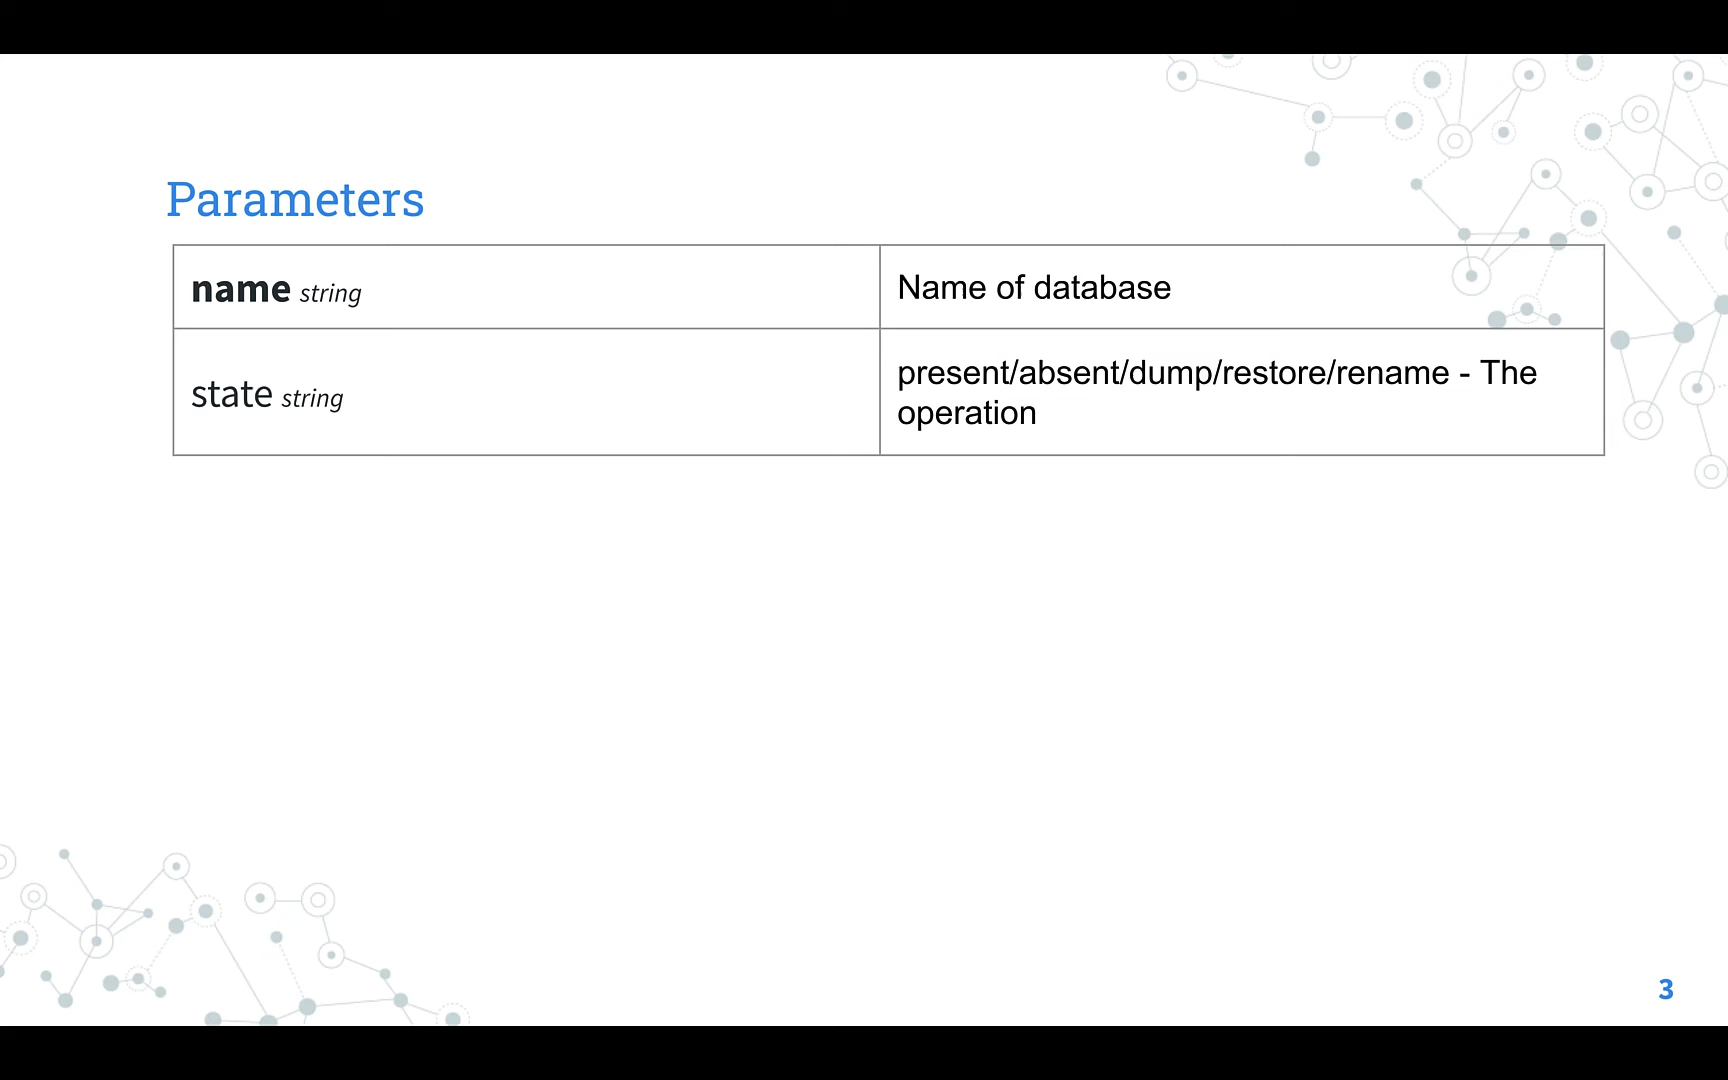 Parameters
name string
Name of database
state string
present/absent/dump/restore/rename - The
operation
3